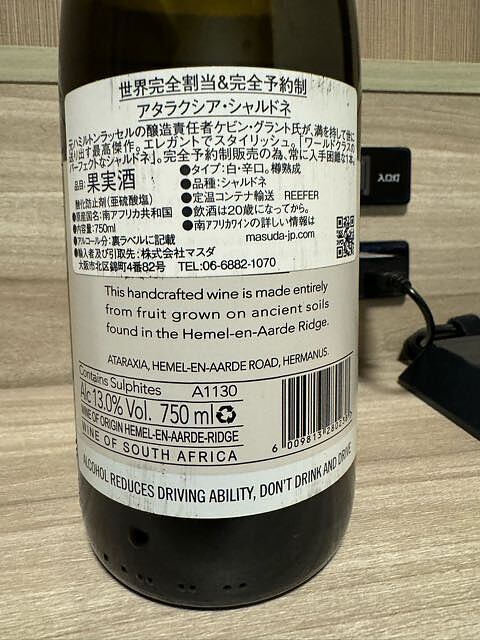 世界完全割当&完全予約制
アタラクシア・シャルドネ
元ハミルトンラッセルの醸造責任者ケビン・グラント氏が、満を持して世に
送り出す最高傑作。エレガントでスタイリッシュ。「ワールドクラスの
パーフェクトなシャルドネ」。完全予約制販売の為、常に入手困難な1本。
品目:果実酒
●タイプ:白・辛口。樽熟成
●品種:シャルドネ
酸化防止剤(亜硫酸塩)
●定温コンテナ輸送 REEFER
●原産国名:南アフリカ共和国
●飲酒は20歳になってから。
●内容量:750ml
●南アフリカワインの詳しい情報は
●アルコール分:裏ラベルに記載
masuda-jp.com
●輸入者及び引取先:株式会社マスダ
大阪市北区錦町4番82号 TEL:06-6882-1070
This handcrafted wine is made entirely
from fruit grown on ancient soils
found in the Hemel-en-Aarde Ridge.
ATARAXIA, HEMEL-EN-AARDE ROAD, HERMANUS.
Contains Sulphites A1130
Alc 13.0% Vol. 750 ml
WINE OF ORIGIN HEMEL-EN-AARDE-RIDGE
WINE OF SOUTH AFRICA
ALCOHOL REDUCES DRIVING ABILITY, DON'T DRINK AND DRIVE
入口灯